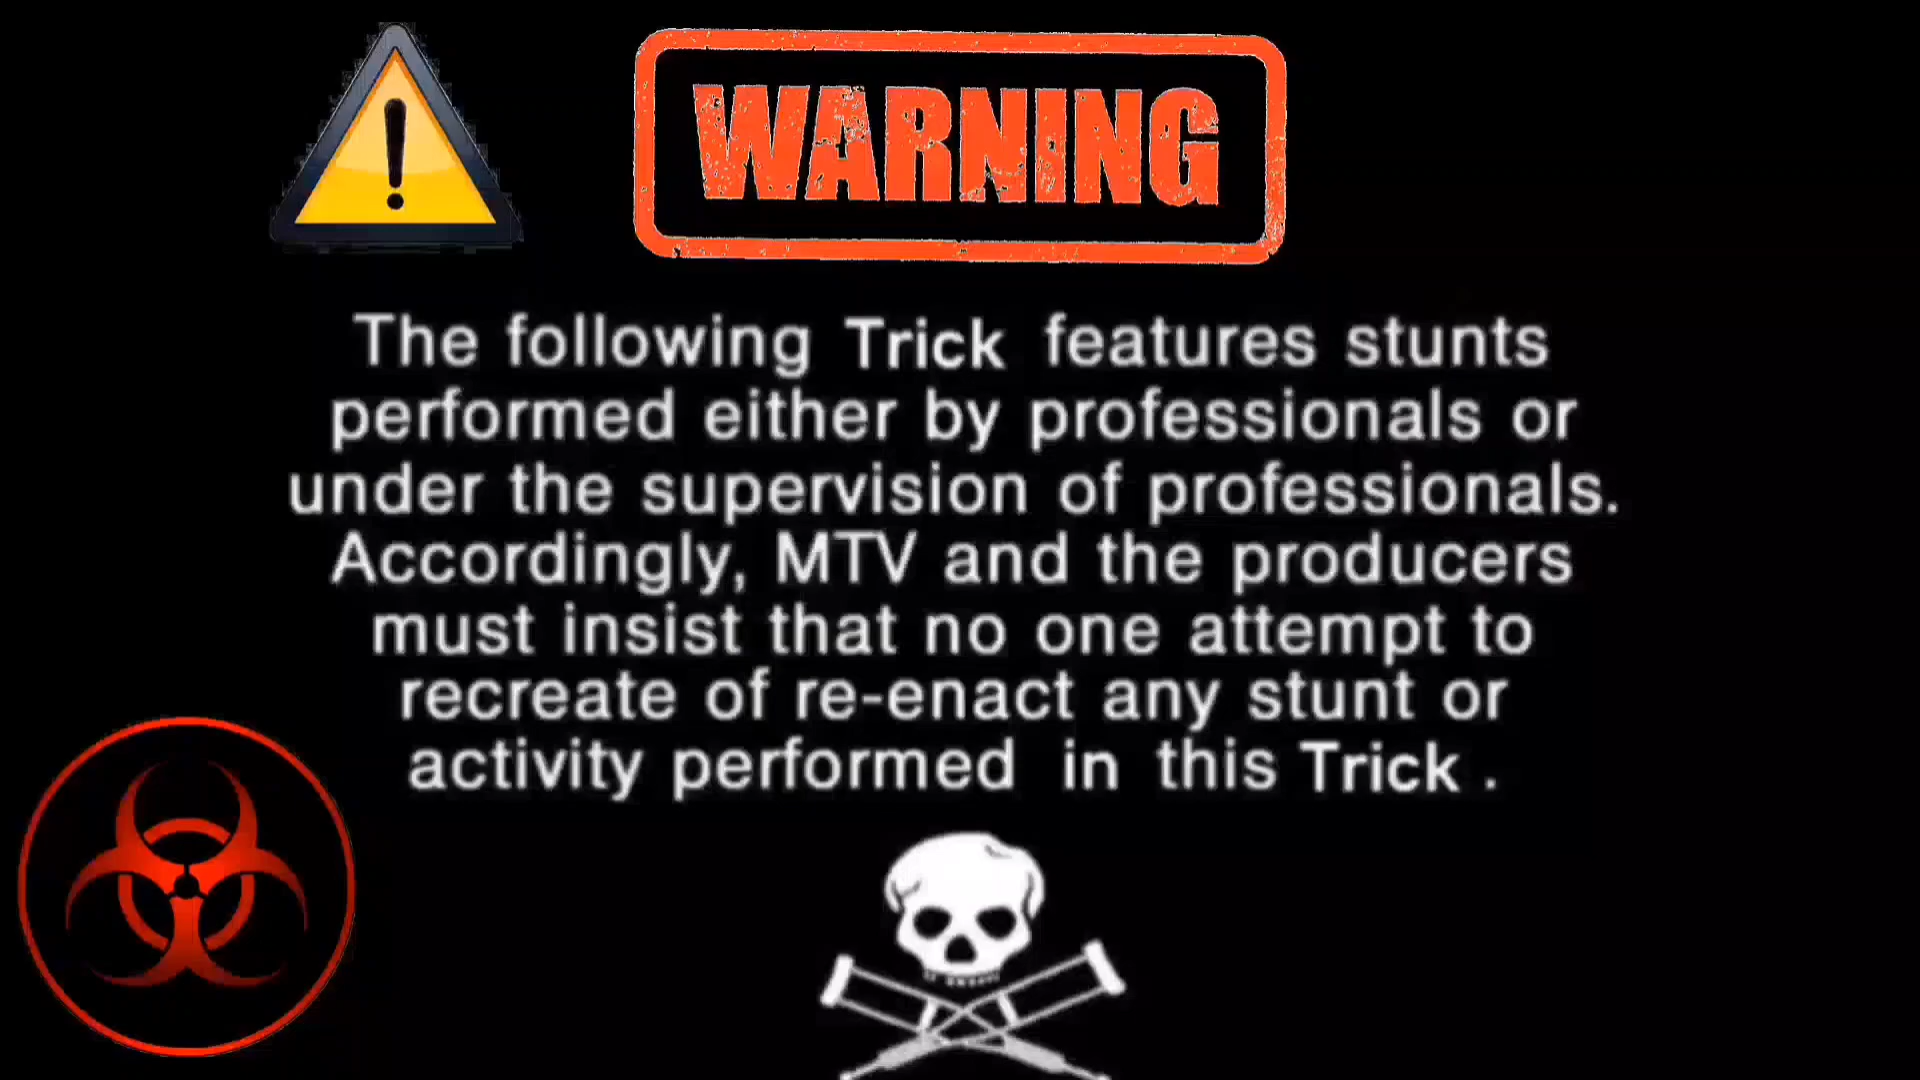 WARNING
The following Trick features stunts
performed either by professionals or
under the supervision of professionals.
Accordingly, MTV and the producers
must insist that no one attempt to
recreate of re-enact any stunt or
activity performed in this Trick .